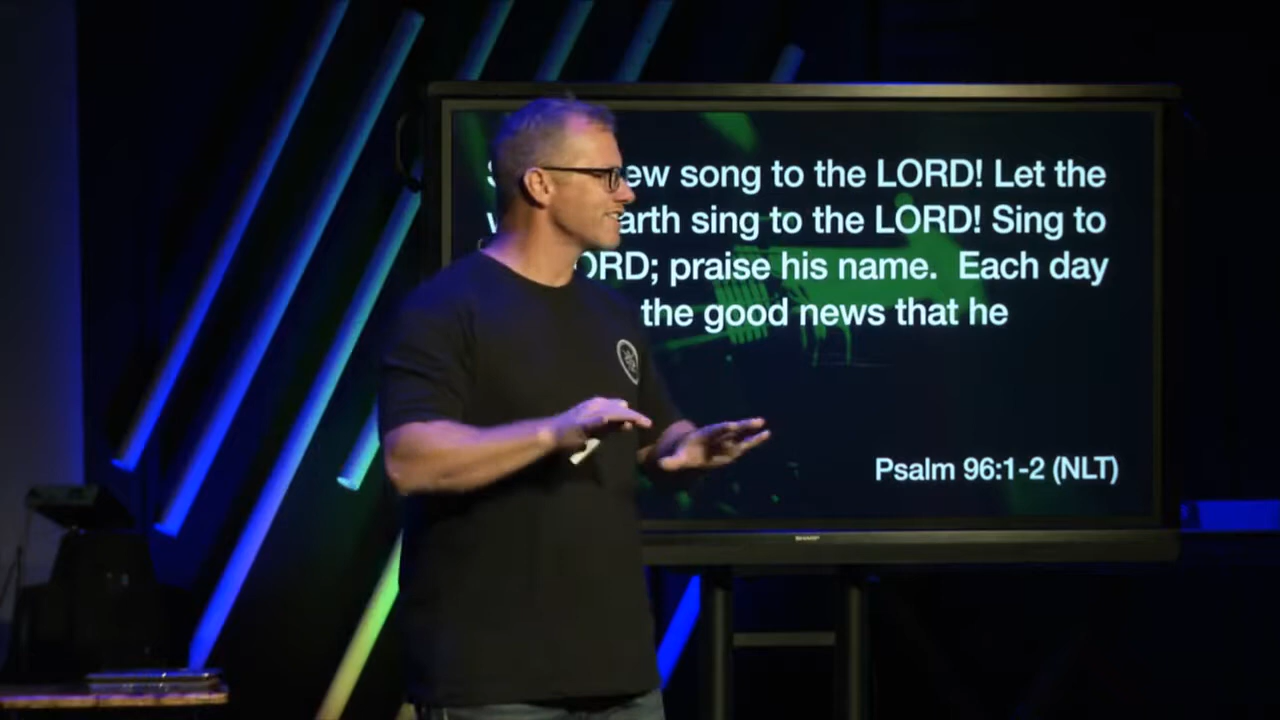 ew song to the LORD! Let the
arth sing to the LORD! Sing to
ORD; praise his name. Each day
the good news that he
Psalm 96:1-2 (NLT)
SHARP